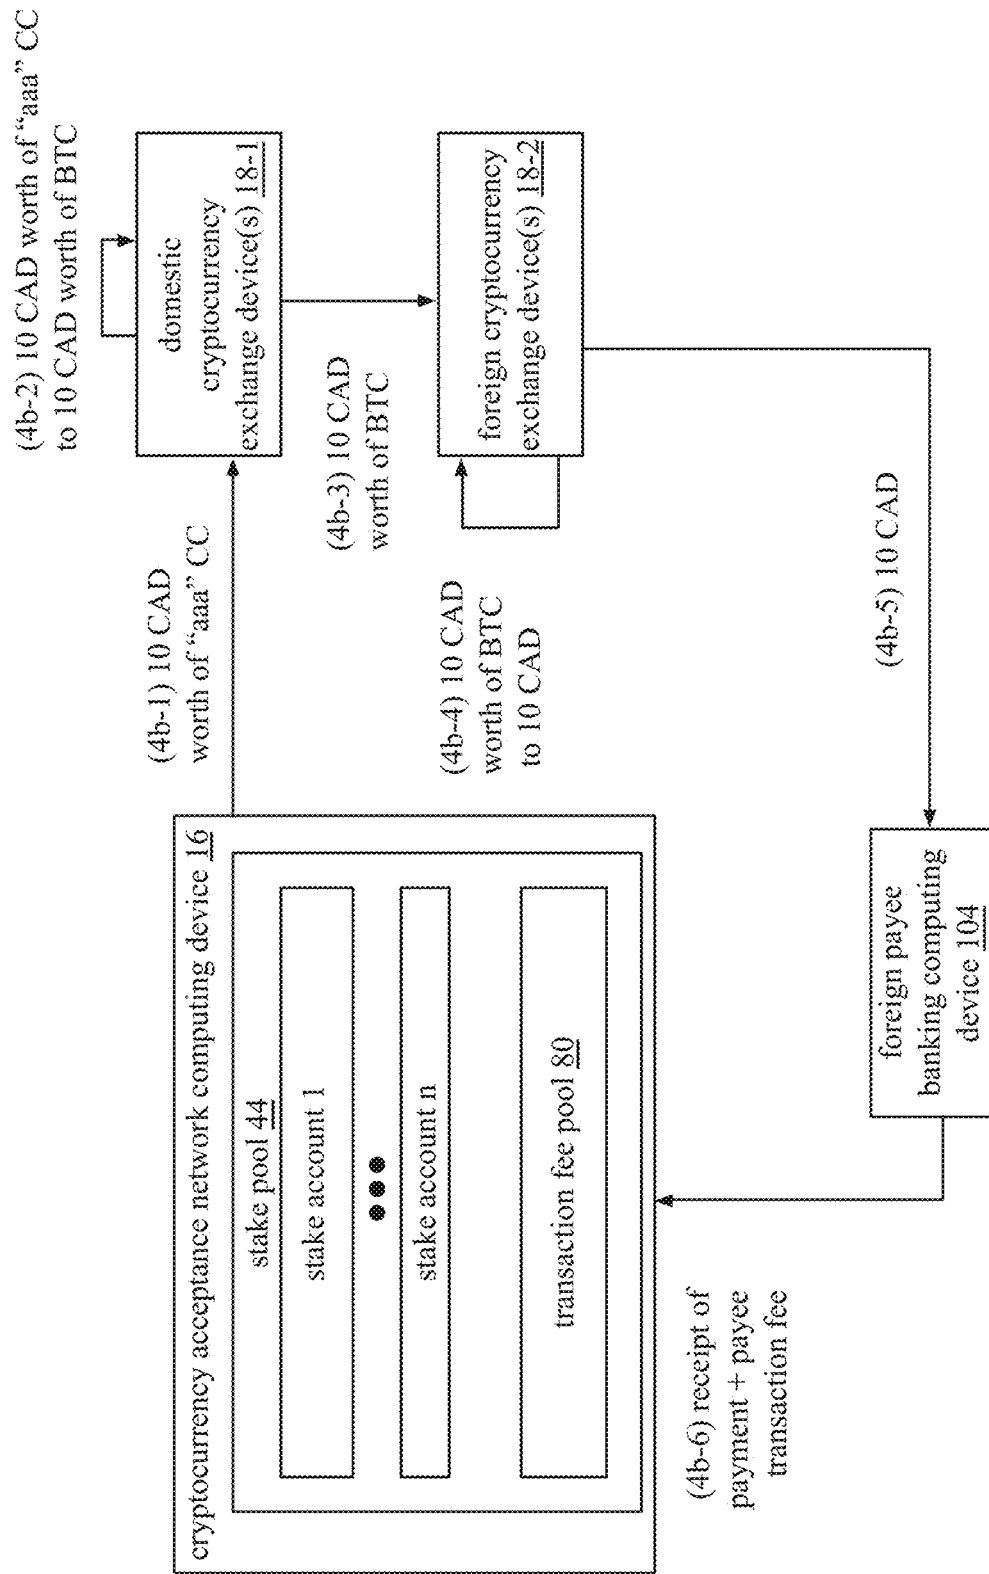 cryptocurrency acceptance network computing device 16
stake pool 44
stake account 1
stake account n
transaction fee pool 80
(4b-1) 10 CAD
worth of “aaa” CC
(4b-2) 10 CAD worth of “aaa” CC
to 10 CAD worth of BTC
domestic
cryptocurrency
exchange device(s) 18-1
(4b-3) 10 CAD
worth of BTC
(4b-4) 10 CAD
worth of BTC
to 10 CAD
foreign cryptocurrency
exchange device(s) 18-2
(4b-5) 10 CAD
foreign payee
banking computing
device 104
(4b-6) receipt of
payment + payee
transaction fee